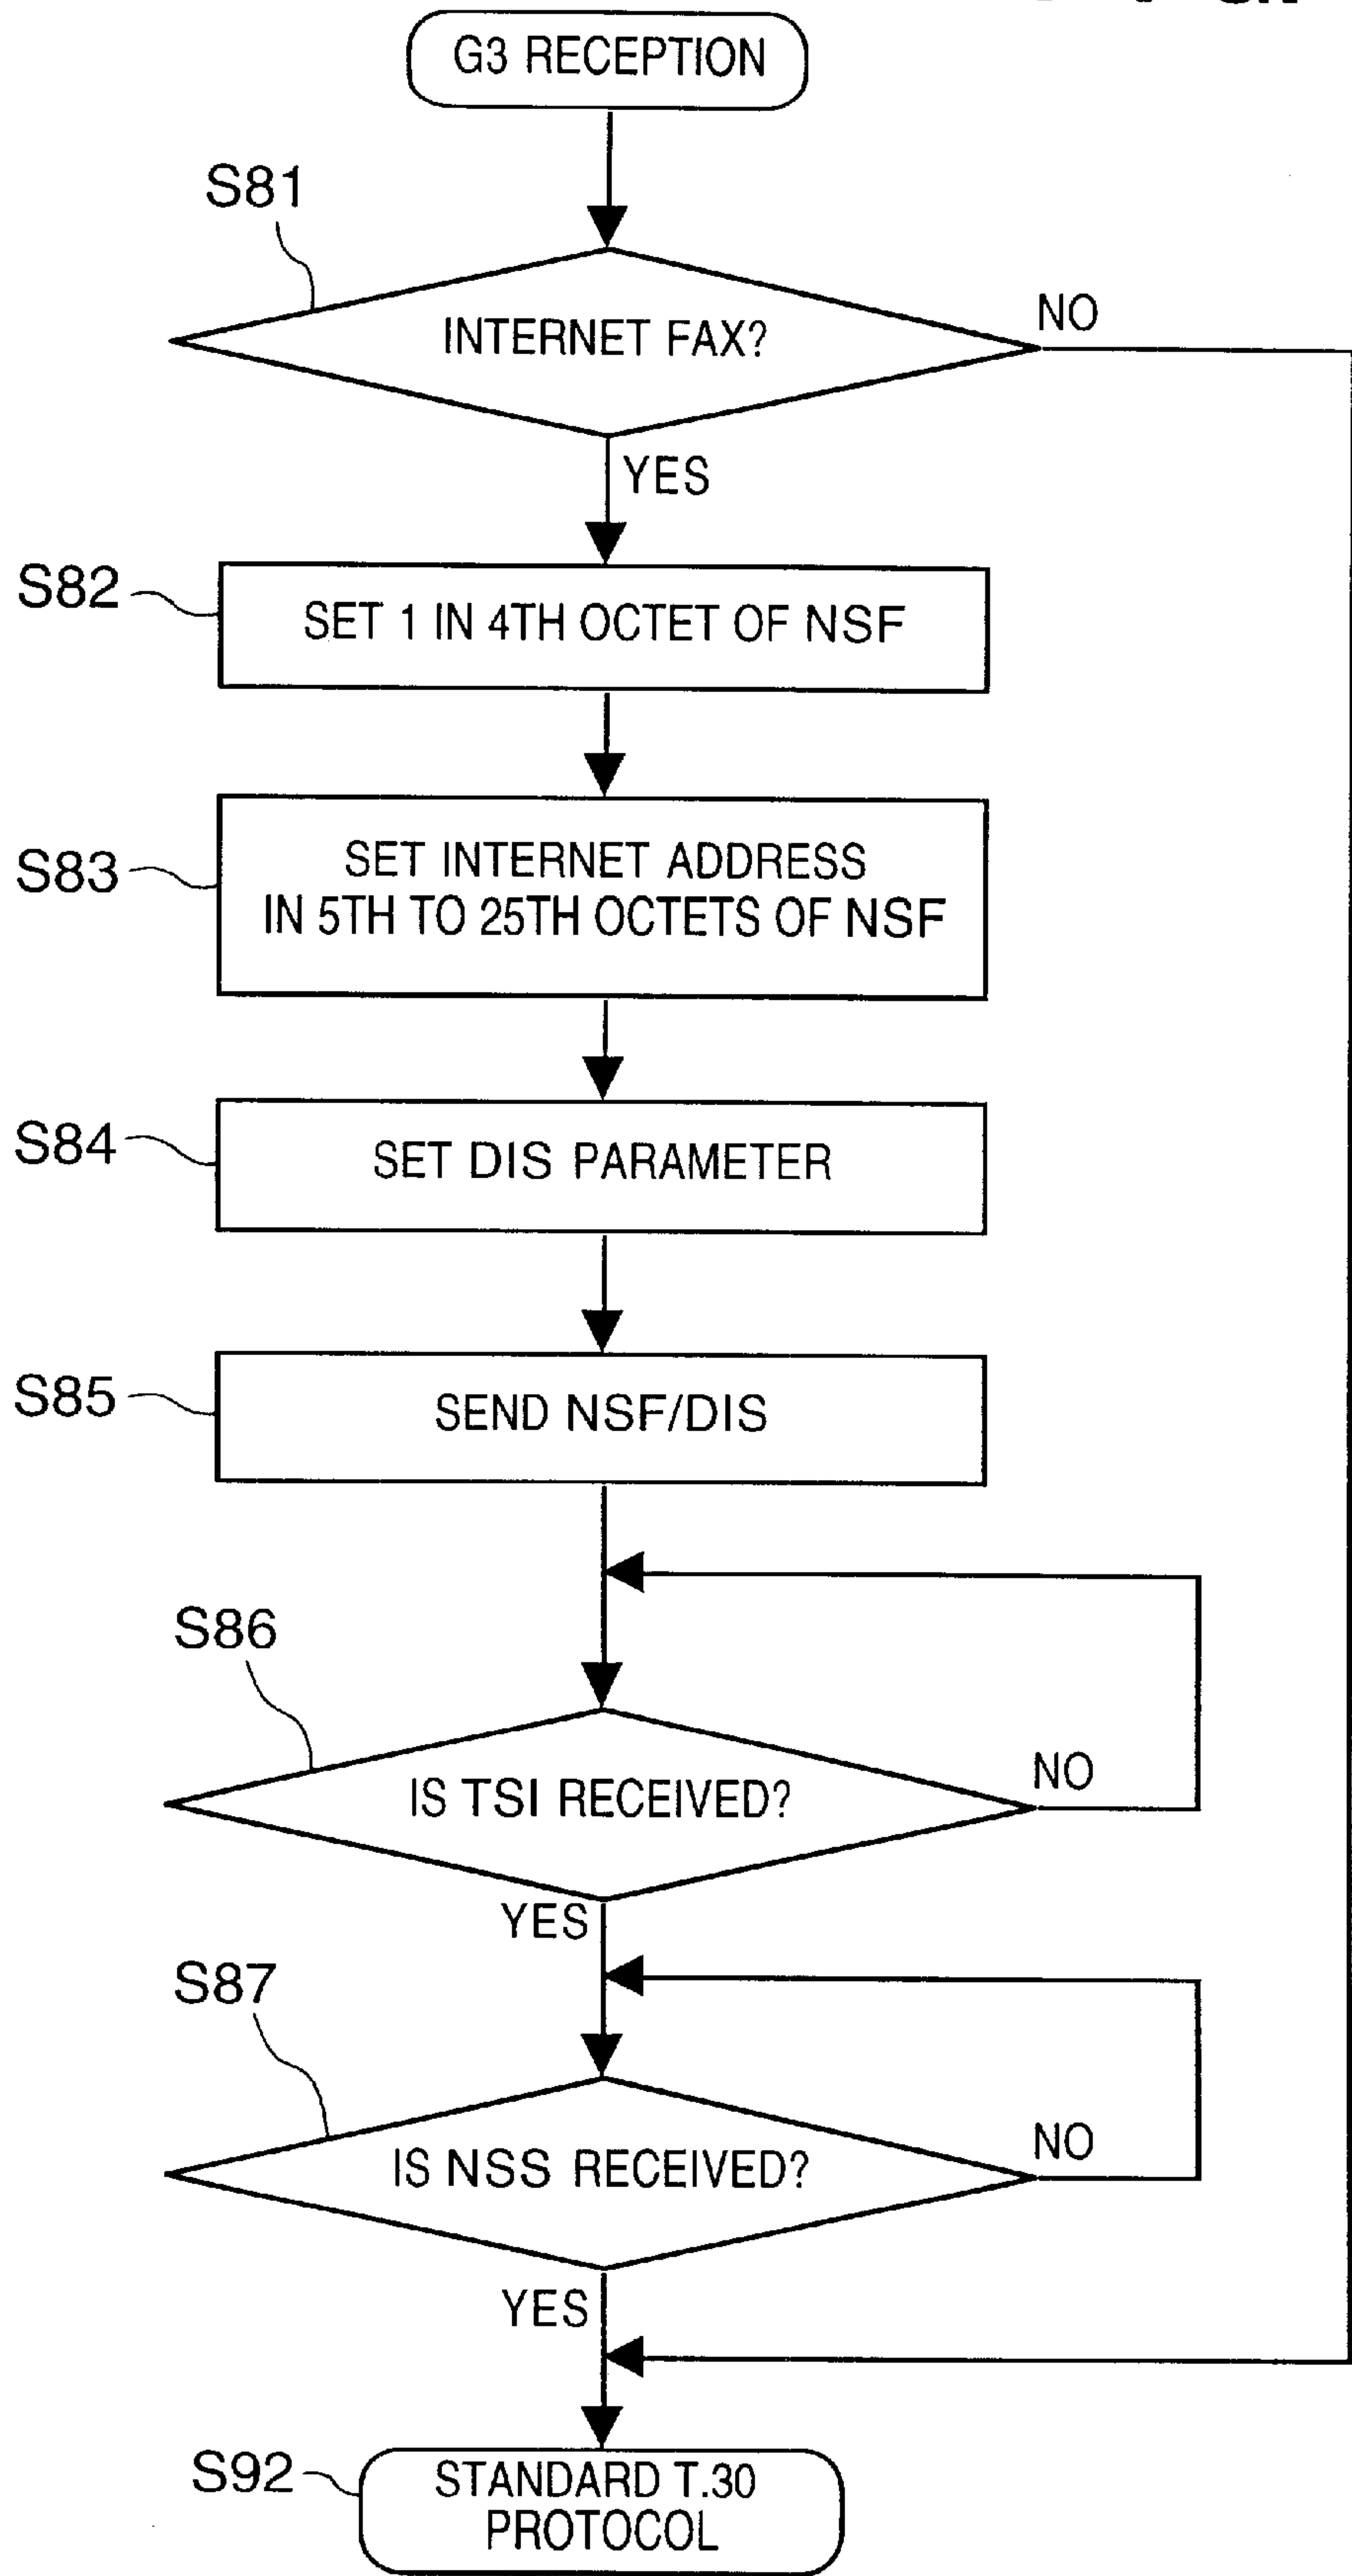 G3 RECEPTION
S81
INTERNET FAX?
NO
YES
S82
SET 1 IN 4TH OCTET OF NSF
S83
SET INTERNET ADDRESS
IN 5TH TO 25TH OCTETS OF NSF
S84
SET DIS PARAMETER
S85
SEND NSF/DIS
S86
IS TSI RECEIVED?
NO
YES
S87
IS NSS RECEIVED?
NO
YES
S92
STANDARD T.30
PROTOCOL